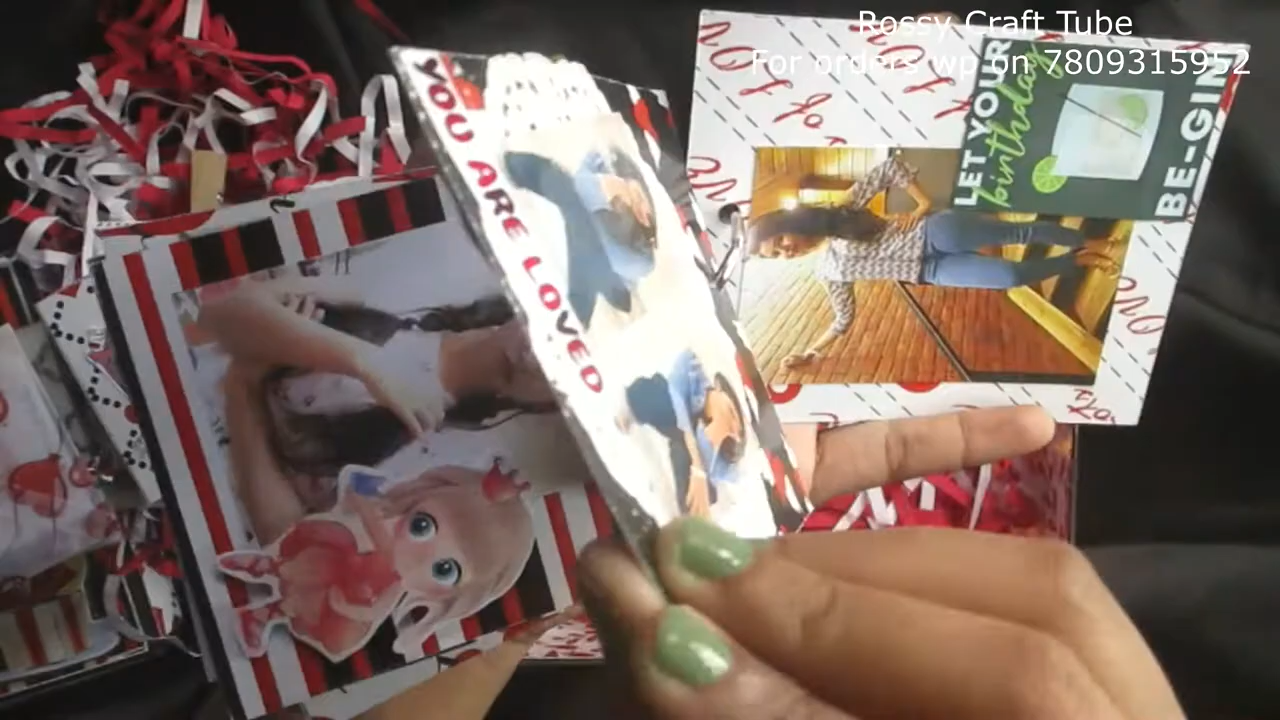 Rossy Craft Tube
For orders wp on 7809315952
YOU ARE LOVED
LET YOUR
birthday
BE-GIN